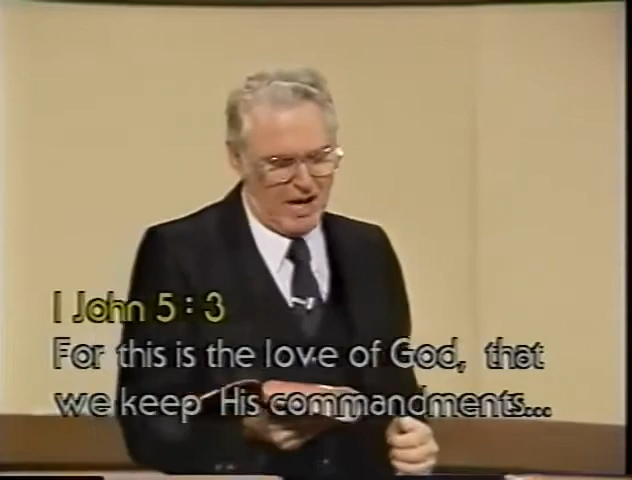 I John 5:3
For this is the love of God, that
we keep His commandments...